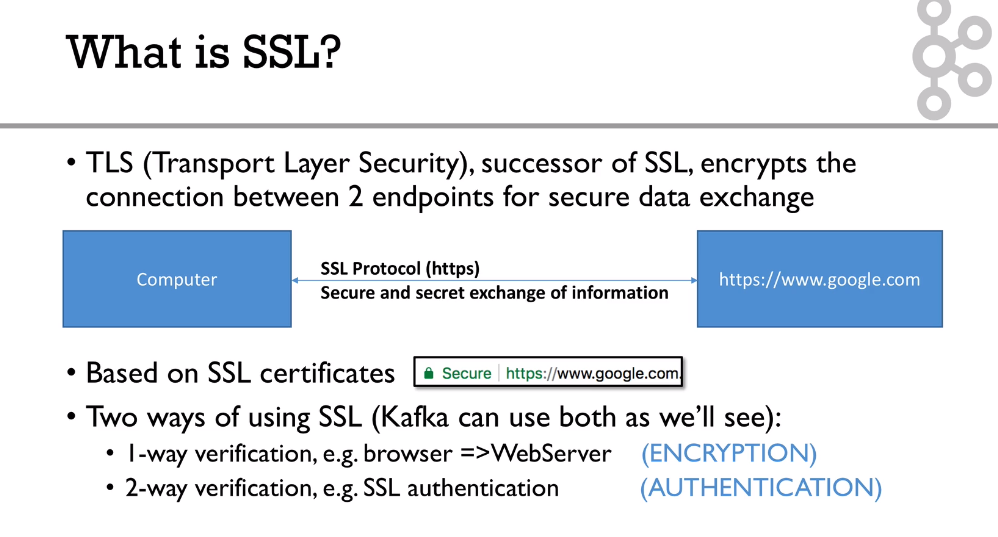 What is SSL?
• TLS (Transport Layer Security), successor of SSL, encrypts the
connection between 2 endpoints for secure data exchange
Computer
SSL Protocol (https)
Secure and secret exchange of information
https://www.google.com
• Based on SSL certificates
Secure | https://www.google.com.
• Two ways of using SSL (Kafka can use both as we'll see):
• 1-way verification, e.g. browser =>WebServer (ENCRYPTION)
• 2-way verification, e.g. SSL authentication (AUTHENTICATION)